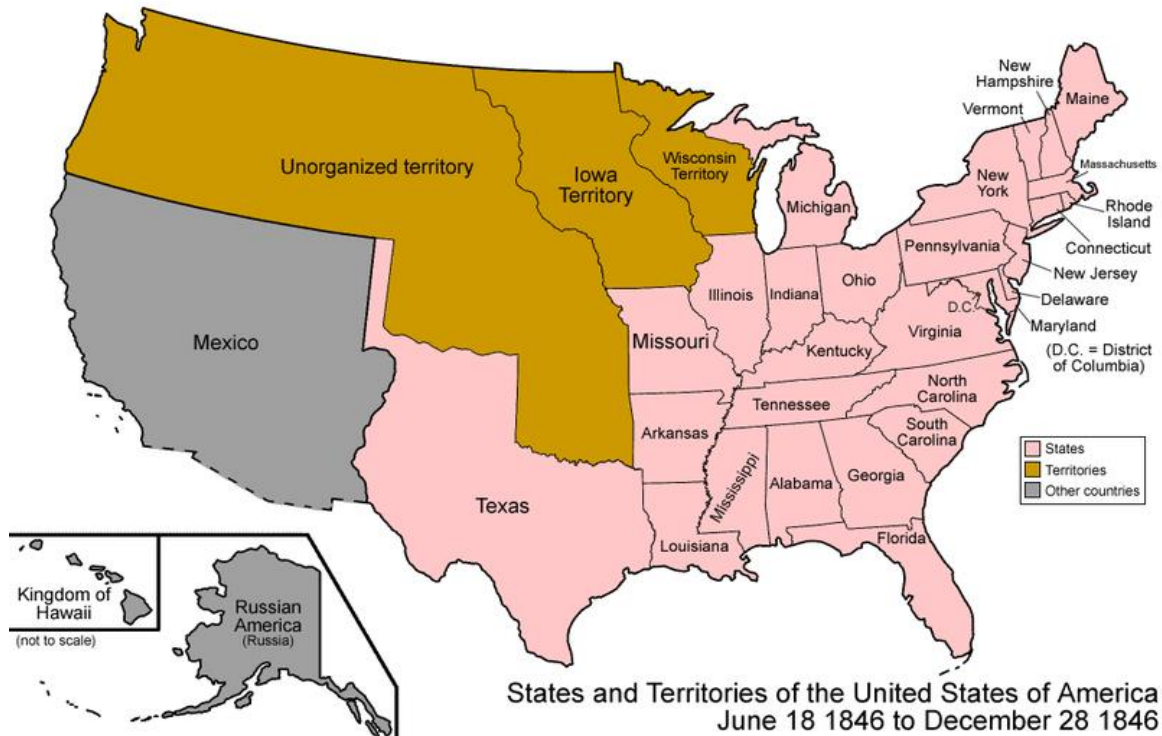 New
Hampshire
Vermont
Maine
Unorganized territory
Iowa
Territory
Wisconsin
Territory
Michigan
New
York
Massachusetts
Rhode
Island
Connecticut
Pennsylvania
New Jersey
Delaware
Maryland
(D.C. = District
of Columbia)
D.C.
Illinois
Indiana
Ohio
Virginia
Mexico
Missouri
Kentucky
North
Carolina
Tennessee
South
Carolina
Arkansas
Mississippi
Alabama
Georgia
Texas
Louisiana
Florida
States
Territories
Other countries
Kingdom of
Hawaii
(not to scale)
Russian
America
(Russia)
States and Territories of the United States of America
June 18 1846 to December 28 1846